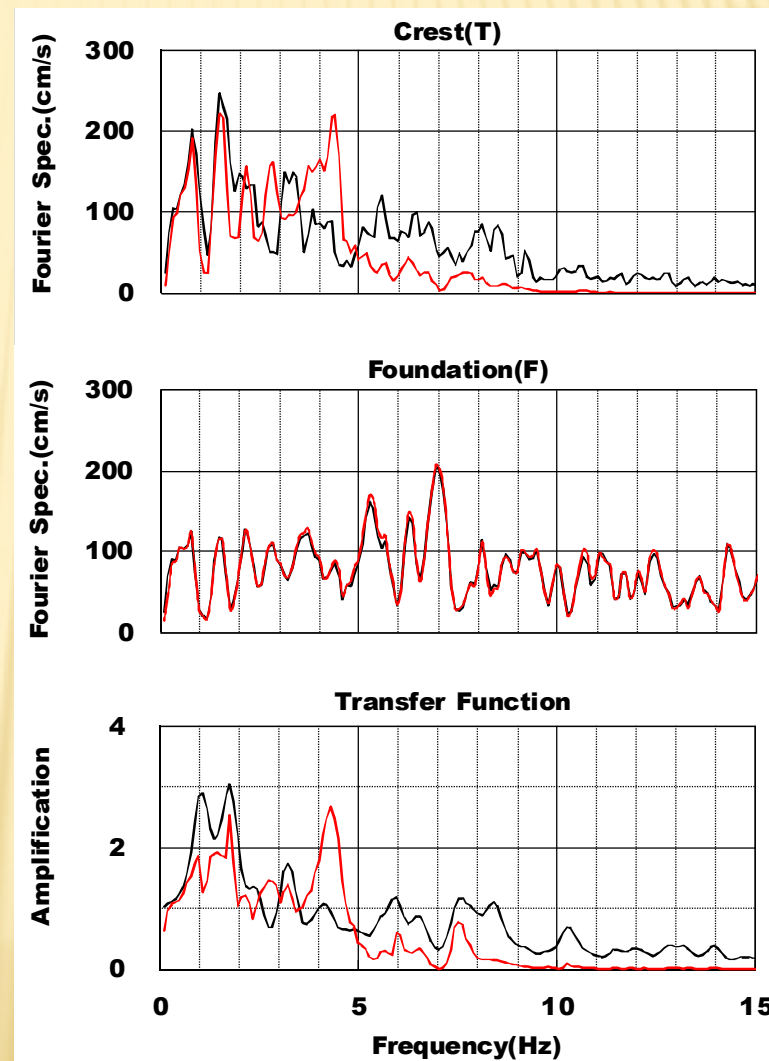 Crest(T)
Fourier Spec.(cm/s)
300
200
100
0
Foundation(F)
Fourier Spec.(cm/s)
300
200
100
0
Transfer Function
Amplification
4
2
0
0 5 10 15
Frequency(Hz)